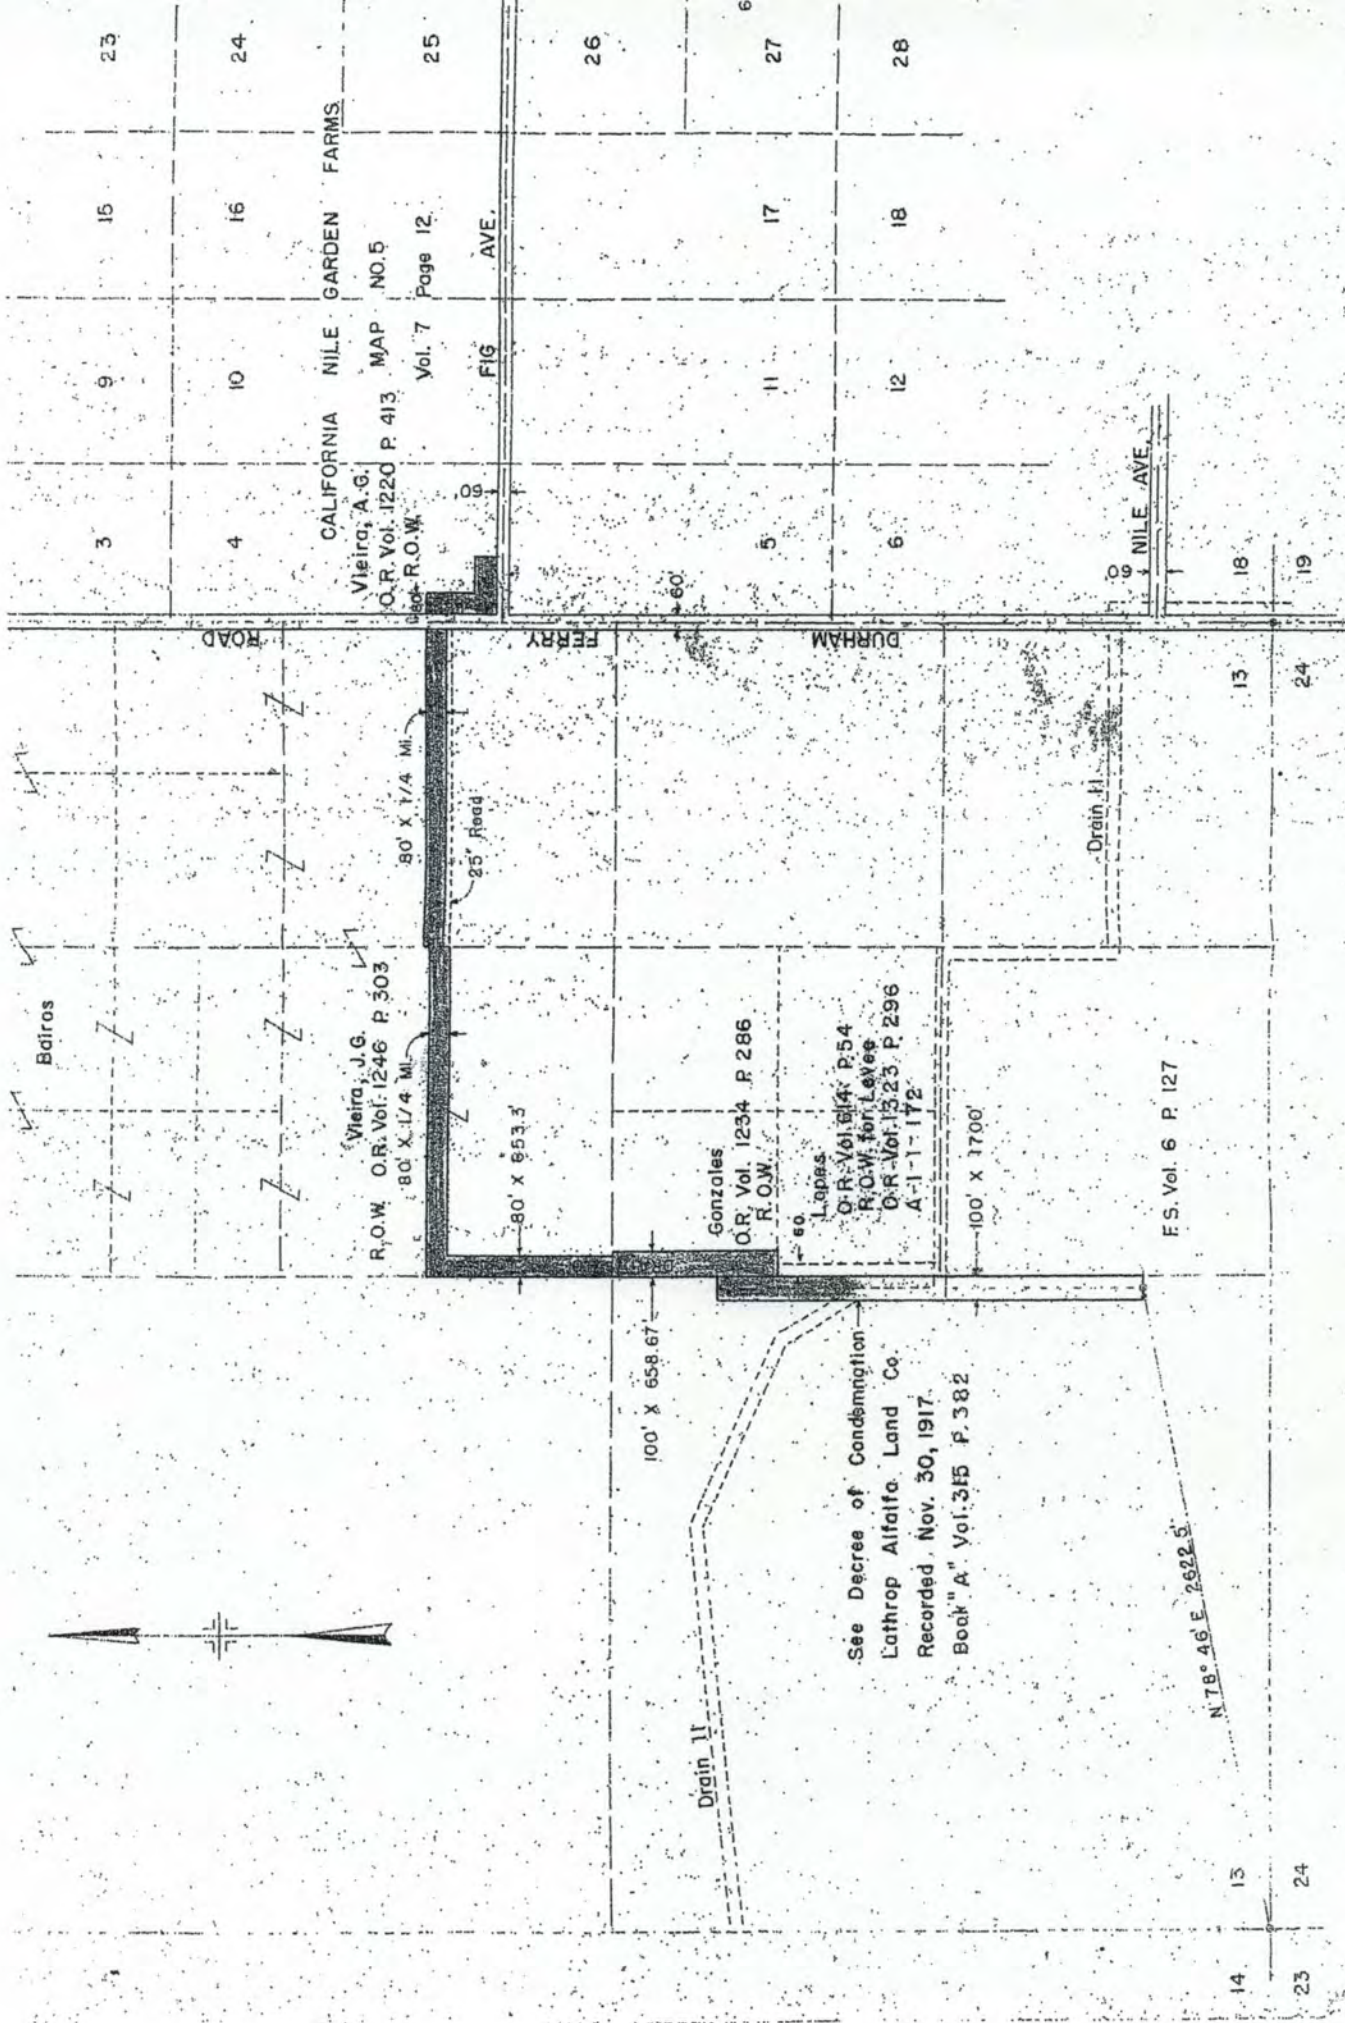 23
24
25
26
27
28
15
16
17
18
9
10
11
12
3
4
5
6
CALIFORNIA NILE GARDEN FARMS
MAP NO. 5
Vol. 7 Page 12
Vieira, A.G.
O.R. Vol. 1220 P. 413
80' R.O.W.
FIG AVE.
60'
60
NILE AVE.
60
18
19
13
24
DURHAM FERRY ROAD
80' X 1/4 MI.
25' Road
Bairos
Vieira, J.G.
R.O.W. O.R. Vol. 1246 P. 303
80' X 1/4 MI.
80' X 853.3'
Gonzales
O.R. Vol. 1234 P. 286
R.O.W.
60
Lopes
O.R. Vol. 614 P. 54
R.O.W. for Levee
O.R. Vol. 1323 P. 296
A-1-1-172
100' X 1700'
Drain 11
F.S. Vol. 6 P. 127
100' X 658.67'
See Decree of Condemnation
Lathrop Alfalfa Land Co.
Recorded, Nov. 30, 1917
Book "A" Vol. 315 P. 382
Drain 11
N 78° 46' E 2622.5'
13
24
14
23